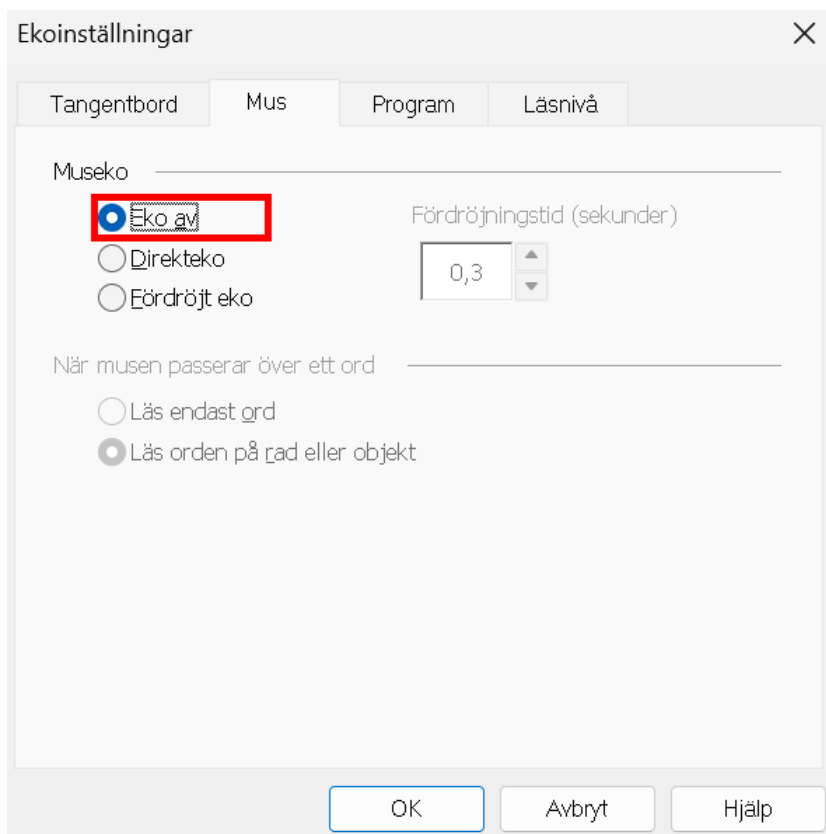 Ekoinställningar
Tangentbord Mus Program Läsnivå
Museko
Eko av Fördröjningstid (sekunder)
Direkteko 0,3
Fördröjt eko
När musen passerar över ett ord
Läs endast ord
Läs orden på rad eller objekt
OK Avbryt Hjälp